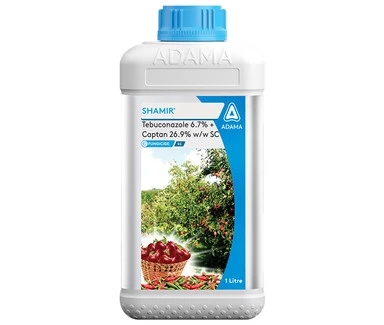 ADAMA
SHAMIR®
Tebuconazole 6.7% +
Captan 26.9% w/w SC
FUNGICIDE
ADAMA
1 Litre